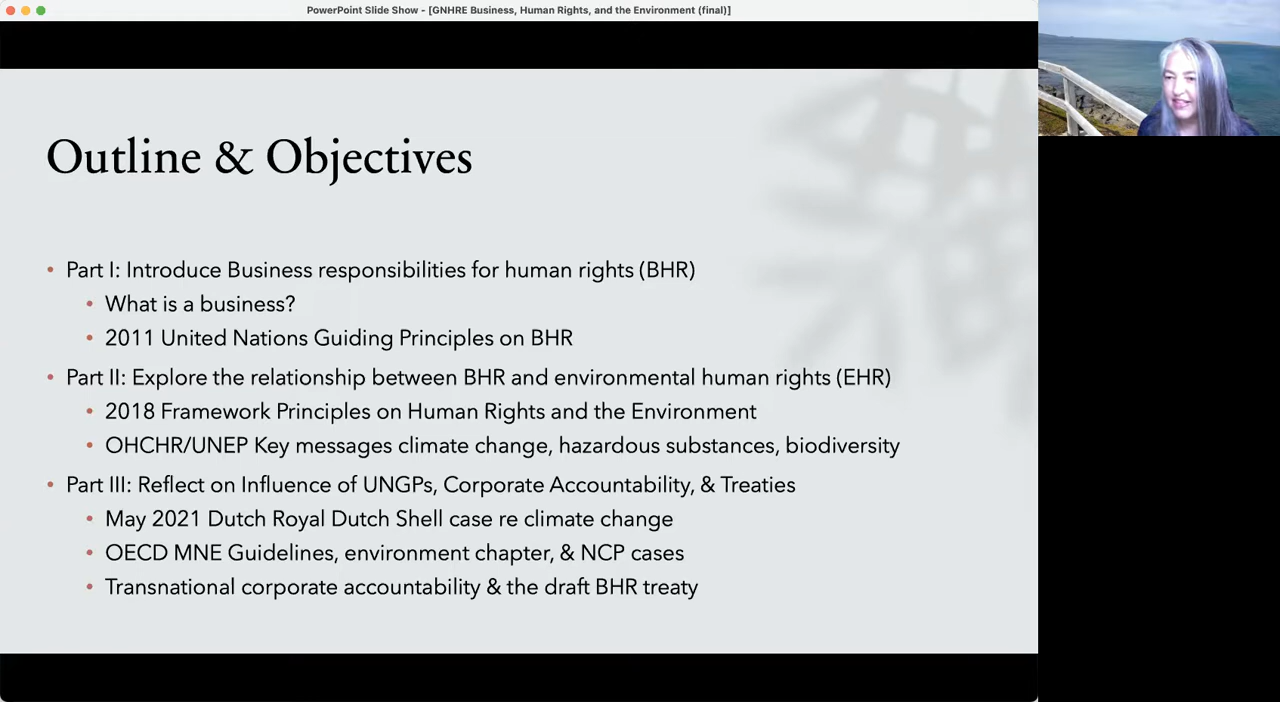 PowerPoint Slide Show - [GNHRE Business, Human Rights, and the Environment (final)]
Outline & Objectives
• Part I: Introduce Business responsibilities for human rights (BHR)
• What is a business?
• 2011 United Nations Guiding Principles on BHR
• Part II: Explore the relationship between BHR and environmental human rights (EHR)
• 2018 Framework Principles on Human Rights and the Environment
• OHCHR/UNEP Key messages climate change, hazardous substances, biodiversity
• Part III: Reflect on Influence of UNGPs, Corporate Accountability, & Treaties
• May 2021 Dutch Royal Dutch Shell case re climate change
• OECD MNE Guidelines, environment chapter, & NCP cases
• Transnational corporate accountability & the draft BHR treaty